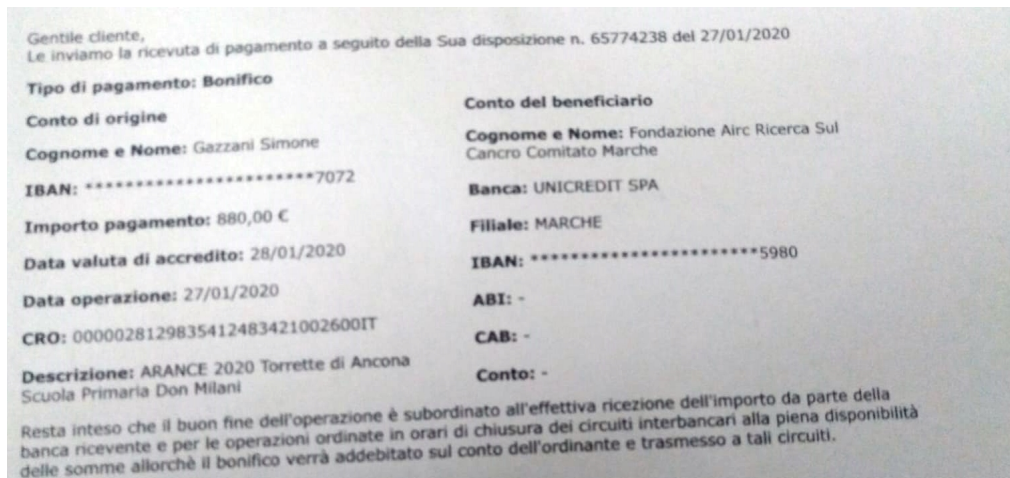 Gentile cliente,
Le inviamo la ricevuta di pagamento a seguito della Sua disposizione n. 65774238 del 27/01/2020
Tipo di pagamento: Bonifico
Conto di origine
Cognome e Nome: Gazzani Simone
IBAN: ***********************7072
Importo pagamento: 880,00 €
Data valuta di accredito: 28/01/2020
Data operazione: 27/01/2020
CRO: 0000028129835412483421002600IT
Descrizione: ARANCE 2020 Torrette di Ancona
Scuola Primaria Don Milani
Conto del beneficiario
Cognome e Nome: Fondazione Airc Ricerca Sul
Cancro Comitato Marche
Banca: UNICREDIT SPA
Filiale: MARCHE
IBAN: ***********************5980
ABI: -
CAB: -
Conto: -
Resta inteso che il buon fine dell'operazione è subordinato all'effettiva ricezione dell'importo da parte della
banca ricevente e per le operazioni ordinate in orari di chiusura dei circuiti interbancari alla piena disponibilità
delle somme allorchè il bonifico verrà addebitato sul conto dell'ordinante e trasmesso a tali circuiti.